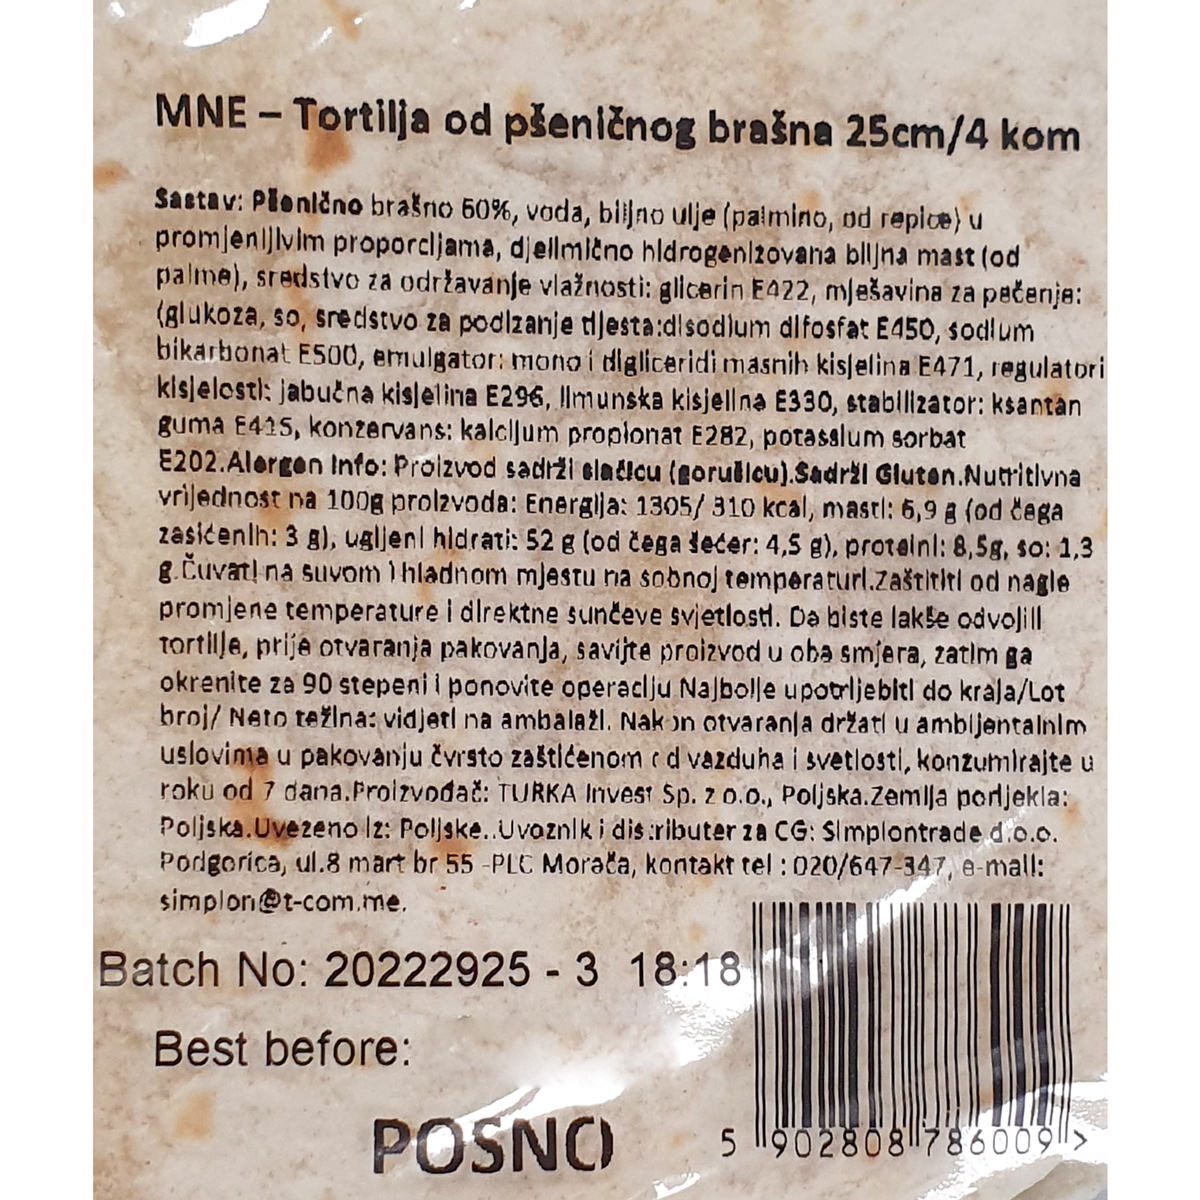 MNE – Tortilja od pšeničnog brašna 25cm/4 kom
Sastav: Pšenično brašno 60%, voda, biljno ulje (palmino, od repice) u
promjenljivim proporcijama, djelimično hidrogenizovana biljna mast (od
palme), sredstvo za održavanje vlažnosti: glicerin E422, mješavina za pečenje:
(glukoza, so, sredstvo za podizanje tijesta:disodium difosfat E450, sodium
bikarbonat E500, emulgator: mono i digliceridi masnih kisjelina E471, regulatori
kisjelosti: jabučna kisjelina E296, limunska kisjelina E330, stabilizator: ksantan
guma E415, konzervans: kalcijum propionat E282, potassium sorbat
E202.Alergen Info: Proizvod sadrži slačicu (gorušicu).Sadrži Gluten.Nutritivna
vrijednost na 100g proizvoda: Energija: 1305/ 310 kcal, masti: 6,9 g (od čega
zasićenih: 3 g), ugljeni hidrati: 52 g (od čega šećer: 4,5 g), proteini: 8,5g, so: 1,3
g.Čuvati na suvom i hladnom mjestu na sobnoj temperaturi.Zaštititi od nagle
promjene temperature i direktne sunčeve svjetlosti. Da biste lakše odvojili
tortilje, prije otvaranja pakovanja, savijte proizvod u oba smjera, zatim ga
okrenite za 90 stepeni i ponovite operaciju Najbolje upotrijebiti do kraja/Lot
broj/ Neto težina: vidjeti na ambalaži. Nakon otvaranja držati u ambijentalnim
uslovima u pakovanju čvrsto zaštićenom od vazduha i svetlosti, konzumirajte u
roku od 7 dana.Proizvođač: TURKA Invest Sp. z o.o., Poljska.Zemlja porijekla:
Poljska.Uvezeno iz: Poljske..Uvoznik i distributer za CG: Simplontrade d.o.o.
Podgorica, ul.8 mart br 55 -PLC Morača, kontakt tel : 020/647-347, e-mail:
simplon@t-com.me.
Batch No: 20222925 - 3 18:18
Best before:
POSNO
5 902808 786009 >